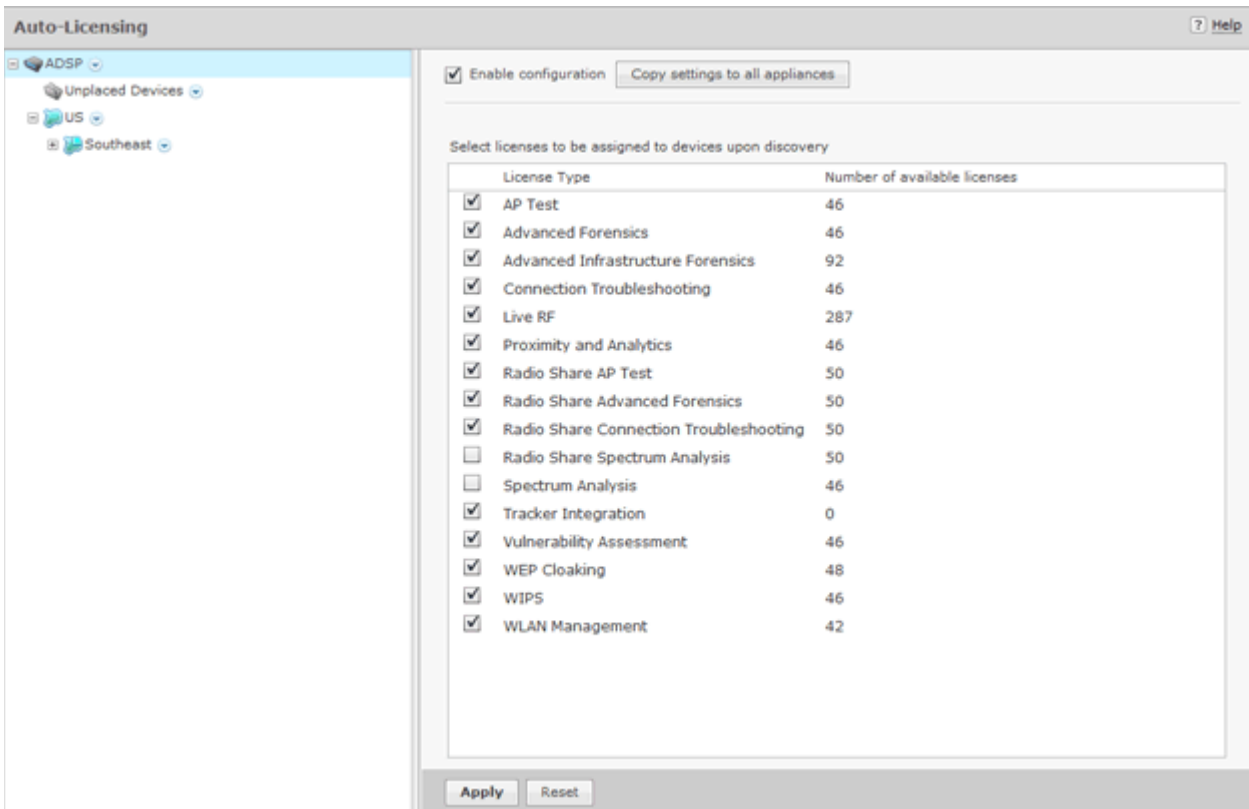 Auto-Licensing
? Help
ADSP
Unplaced Devices
US
Southeast
Enable configuration Copy settings to all appliances
Select licenses to be assigned to devices upon discovery
License Type Number of available licenses
AP Test 46
Advanced Forensics 46
Advanced Infrastructure Forensics 92
Connection Troubleshooting 46
Live RF 287
Proximity and Analytics 46
Radio Share AP Test 50
Radio Share Advanced Forensics 50
Radio Share Connection Troubleshooting 50
Radio Share Spectrum Analysis 50
Spectrum Analysis 46
Tracker Integration 0
Vulnerability Assessment 46
WEP Cloaking 48
WIPS 46
WLAN Management 42
Apply Reset